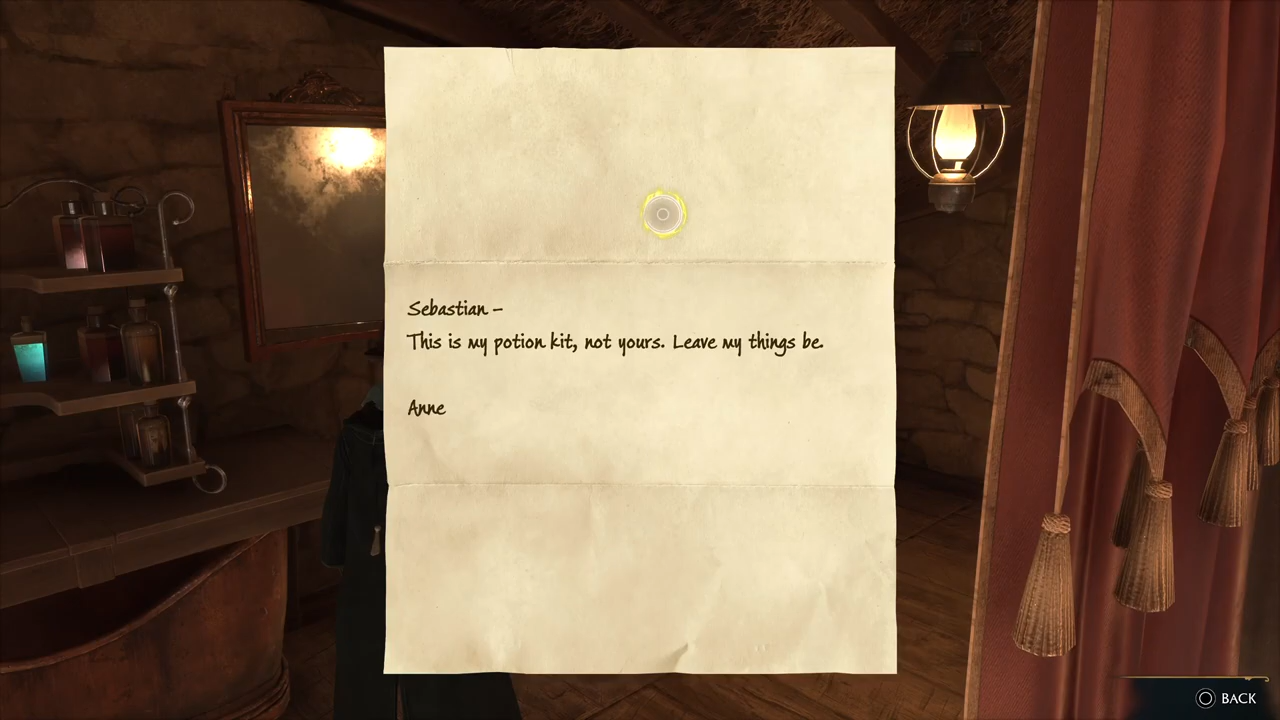 Sebastian –
This is my potion kit, not yours. Leave my things be.
Anne
BACK